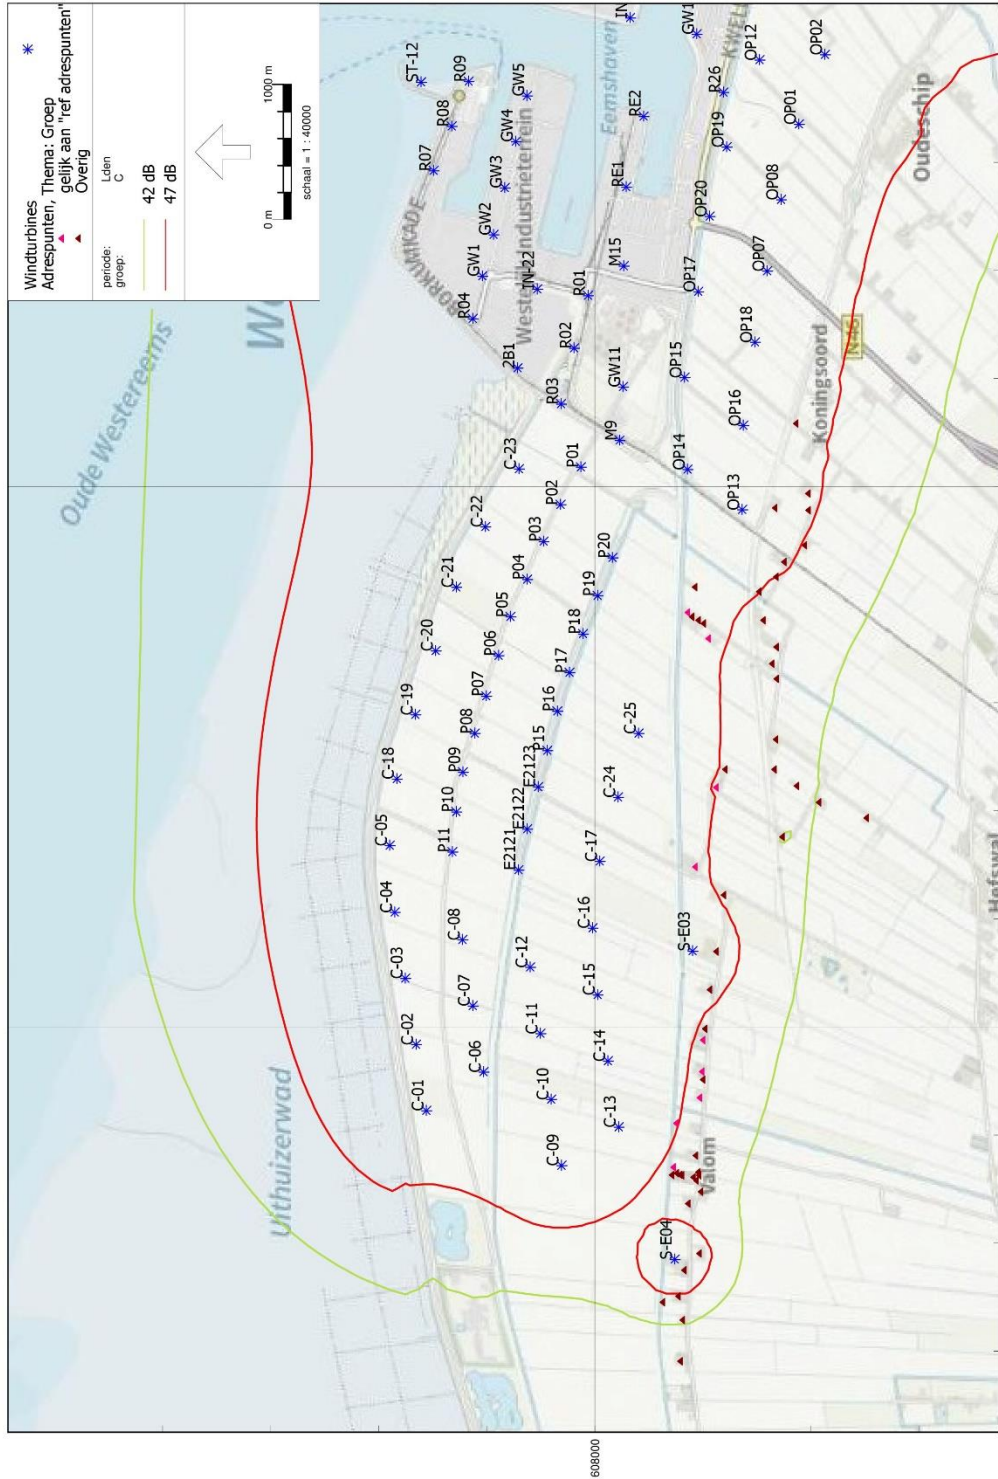 Windturbines
Adrespunten, Thema: Groep
gelijk aan "ref adrespunten"
Overig
periode: Lden
groep: C
42 dB
47 dB
0 m 1000 m
schaal = 1 : 40000
Oude Westereems
Uithuizerwad
BORKUMKADE
Westelijk Industrieterrein
Eemshaven
KWEL
Oudeschip
Koningsoord
N46
Valom
Hefswal
608000
ST-12
R09
R08
R07
GW5
GW4
GW3
GW2
GW1
R04
IN-22
2B1
R01
R02
R03
RE2
RE1
M15
GW11
M9
IN
GW1
R26
OP12
OP02
OP19
OP01
OP20
OP08
OP17
OP07
OP18
OP15
OP16
OP14
OP13
C-23
C-22
C-21
C-20
C-19
C-18
C-05
C-04
C-03
C-02
C-01
P01
P02
P03
P04
P05
P06
P07
P08
P09
P10
P11
C-08
C-07
C-06
P20
P19
P18
P17
P16
P15
E2123
E2122
E2121
C-12
C-11
C-10
C-09
C-25
C-24
C-17
C-16
C-15
C-14
C-13
S-E03
S-E04